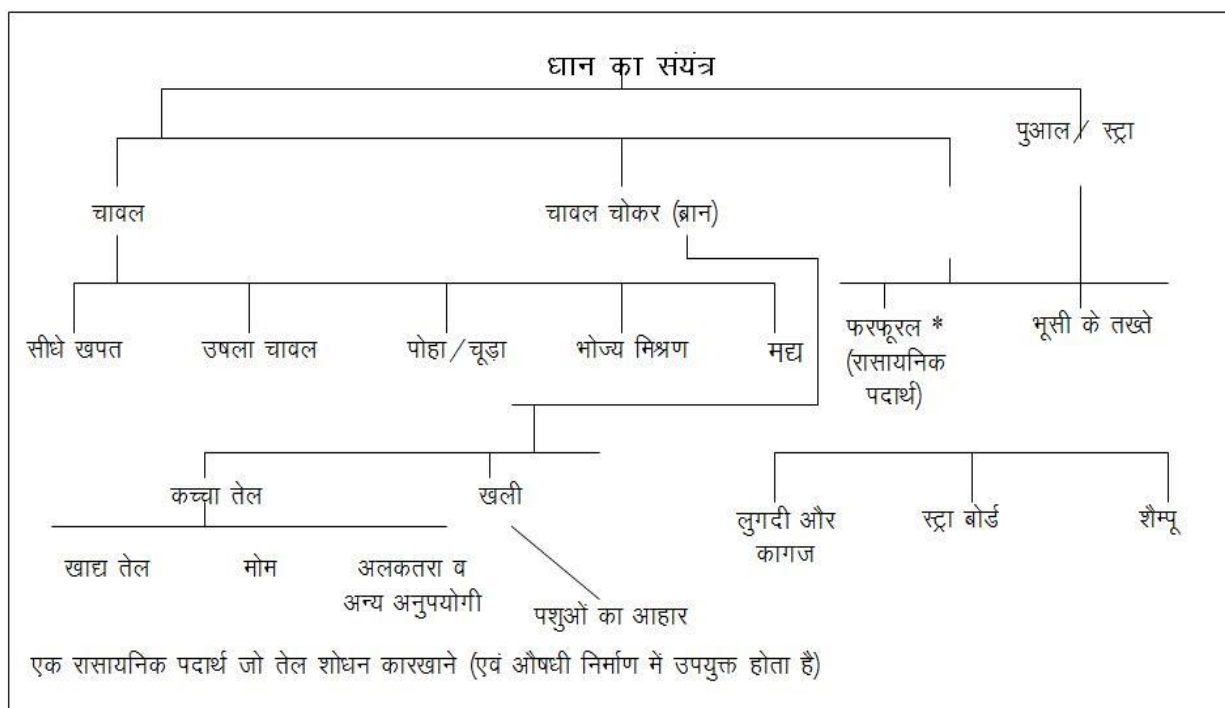 धान का संयंत्र
पुआल / स्ट्रा
चावल
चावल चोकर (ब्रान)
सीधे खपत
उषला चावल
पोहा/चूड़ा
भोज्य मिश्रण
मद्य
फरफूरल *
(रासायनिक
पदार्थ)
भूसी के तख्ते
कच्चा तेल
खली
लुगदी और
कागज
स्ट्रा बोर्ड
शैम्पू
खाद्य तेल
मोम
अलकतरा व
अन्य अनुपयोगी
पशुओं का आहार
एक रासायनिक पदार्थ जो तेल शोधन कारखाने (एवं औषधी निर्माण में उपयुक्त होता है)